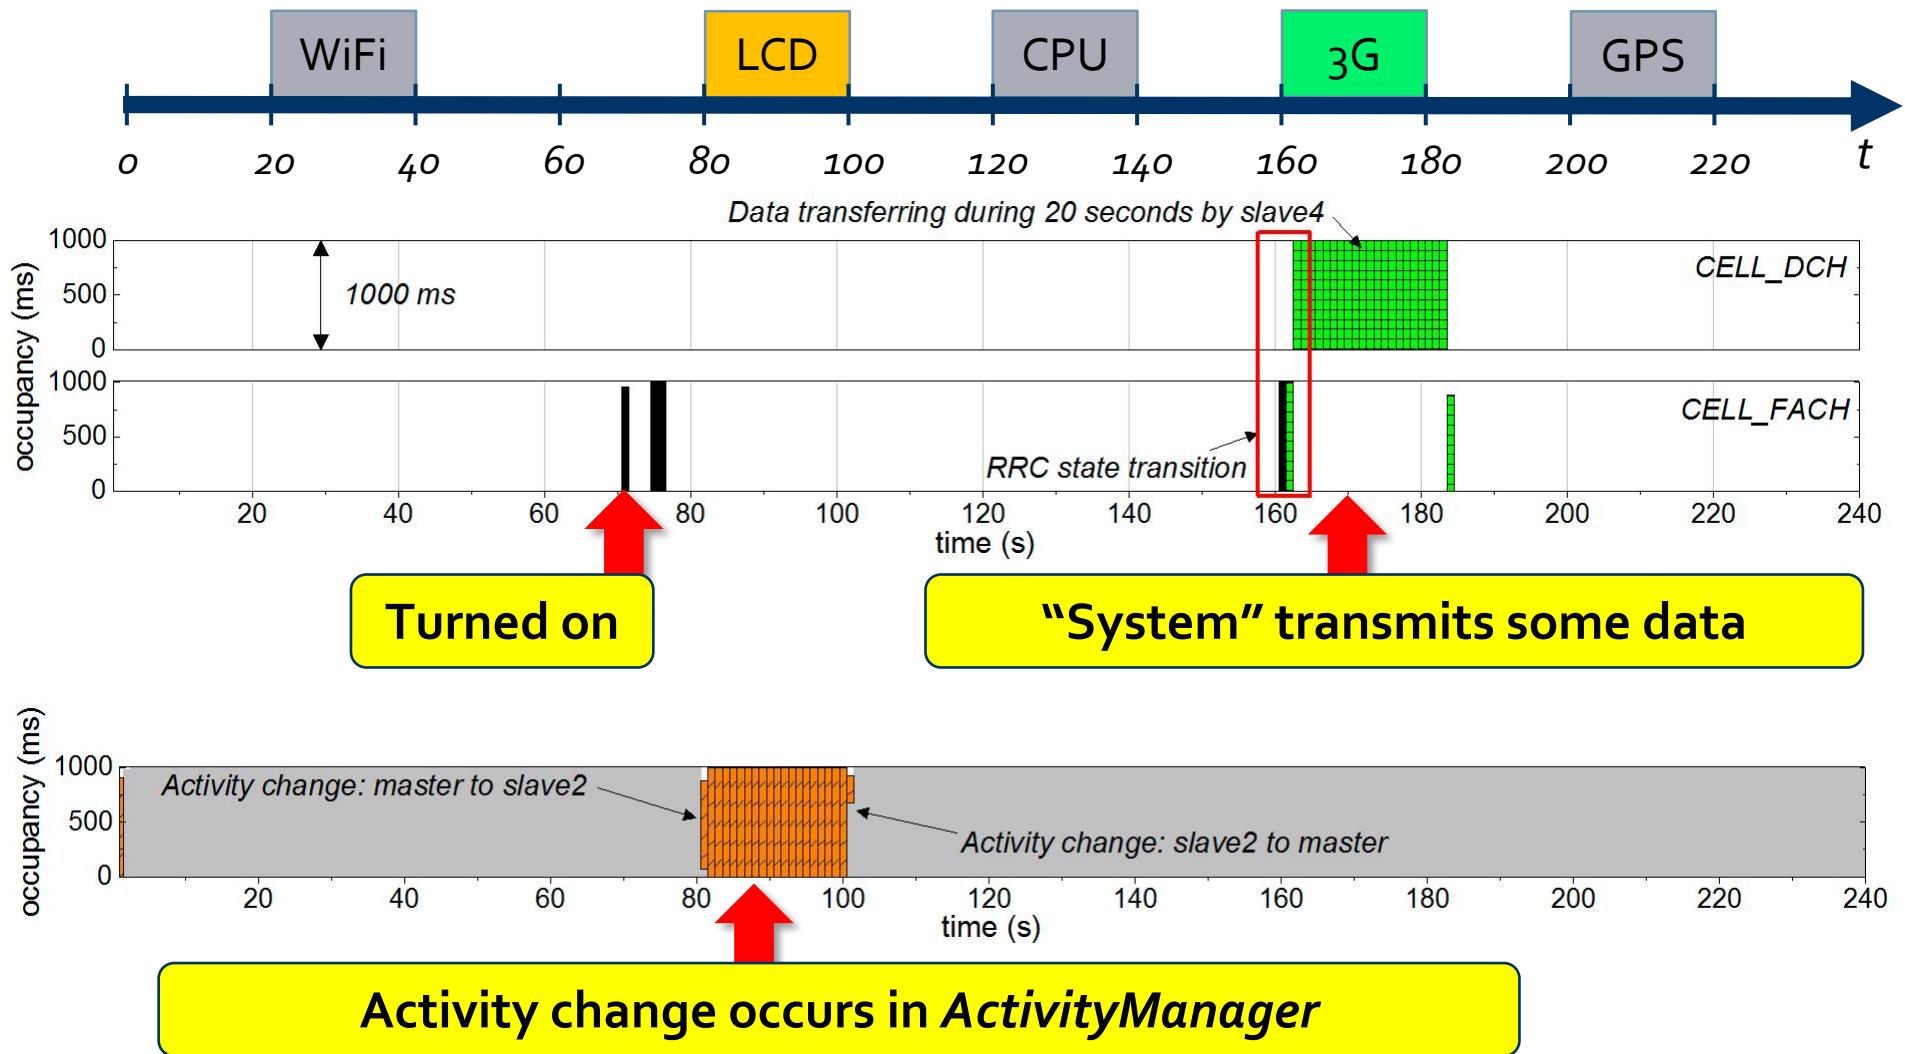 WiFi LCD CPU 3G GPS
0 20 40 60 80 100 120 140 160 180 200 220 t
Data transferring during 20 seconds by slave4
occupancy (ms)
1000
500
0
1000 ms
CELL_DCH
1000
500
0
CELL_FACH
RRC state transition
20 40 60 80 100 120 140 160 180 200 220 240
time (s)
Turned on
“System” transmits some data
occupancy (ms)
1000
500
0
Activity change: master to slave2
Activity change: slave2 to master
20 40 60 80 100 120 140 160 180 200 220 240
time (s)
Activity change occurs in ActivityManager